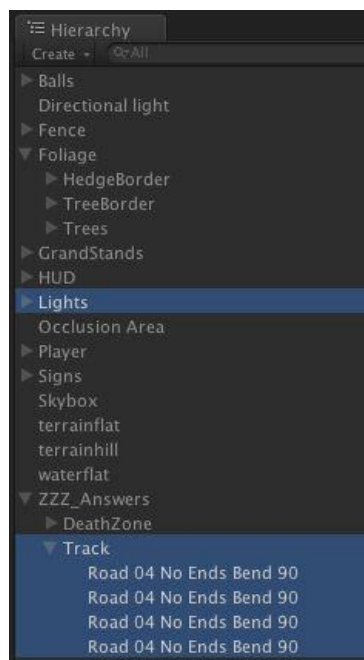 Hierarchy
Create All
Balls
Directional light
Fence
Foliage
HedgeBorder
TreeBorder
Trees
GrandStands
HUD
Lights
Occlusion Area
Player
Signs
Skybox
terrainflat
terrainhill
waterflat
ZZZ_Answers
DeathZone
Track
Road 04 No Ends Bend 90
Road 04 No Ends Bend 90
Road 04 No Ends Bend 90
Road 04 No Ends Bend 90